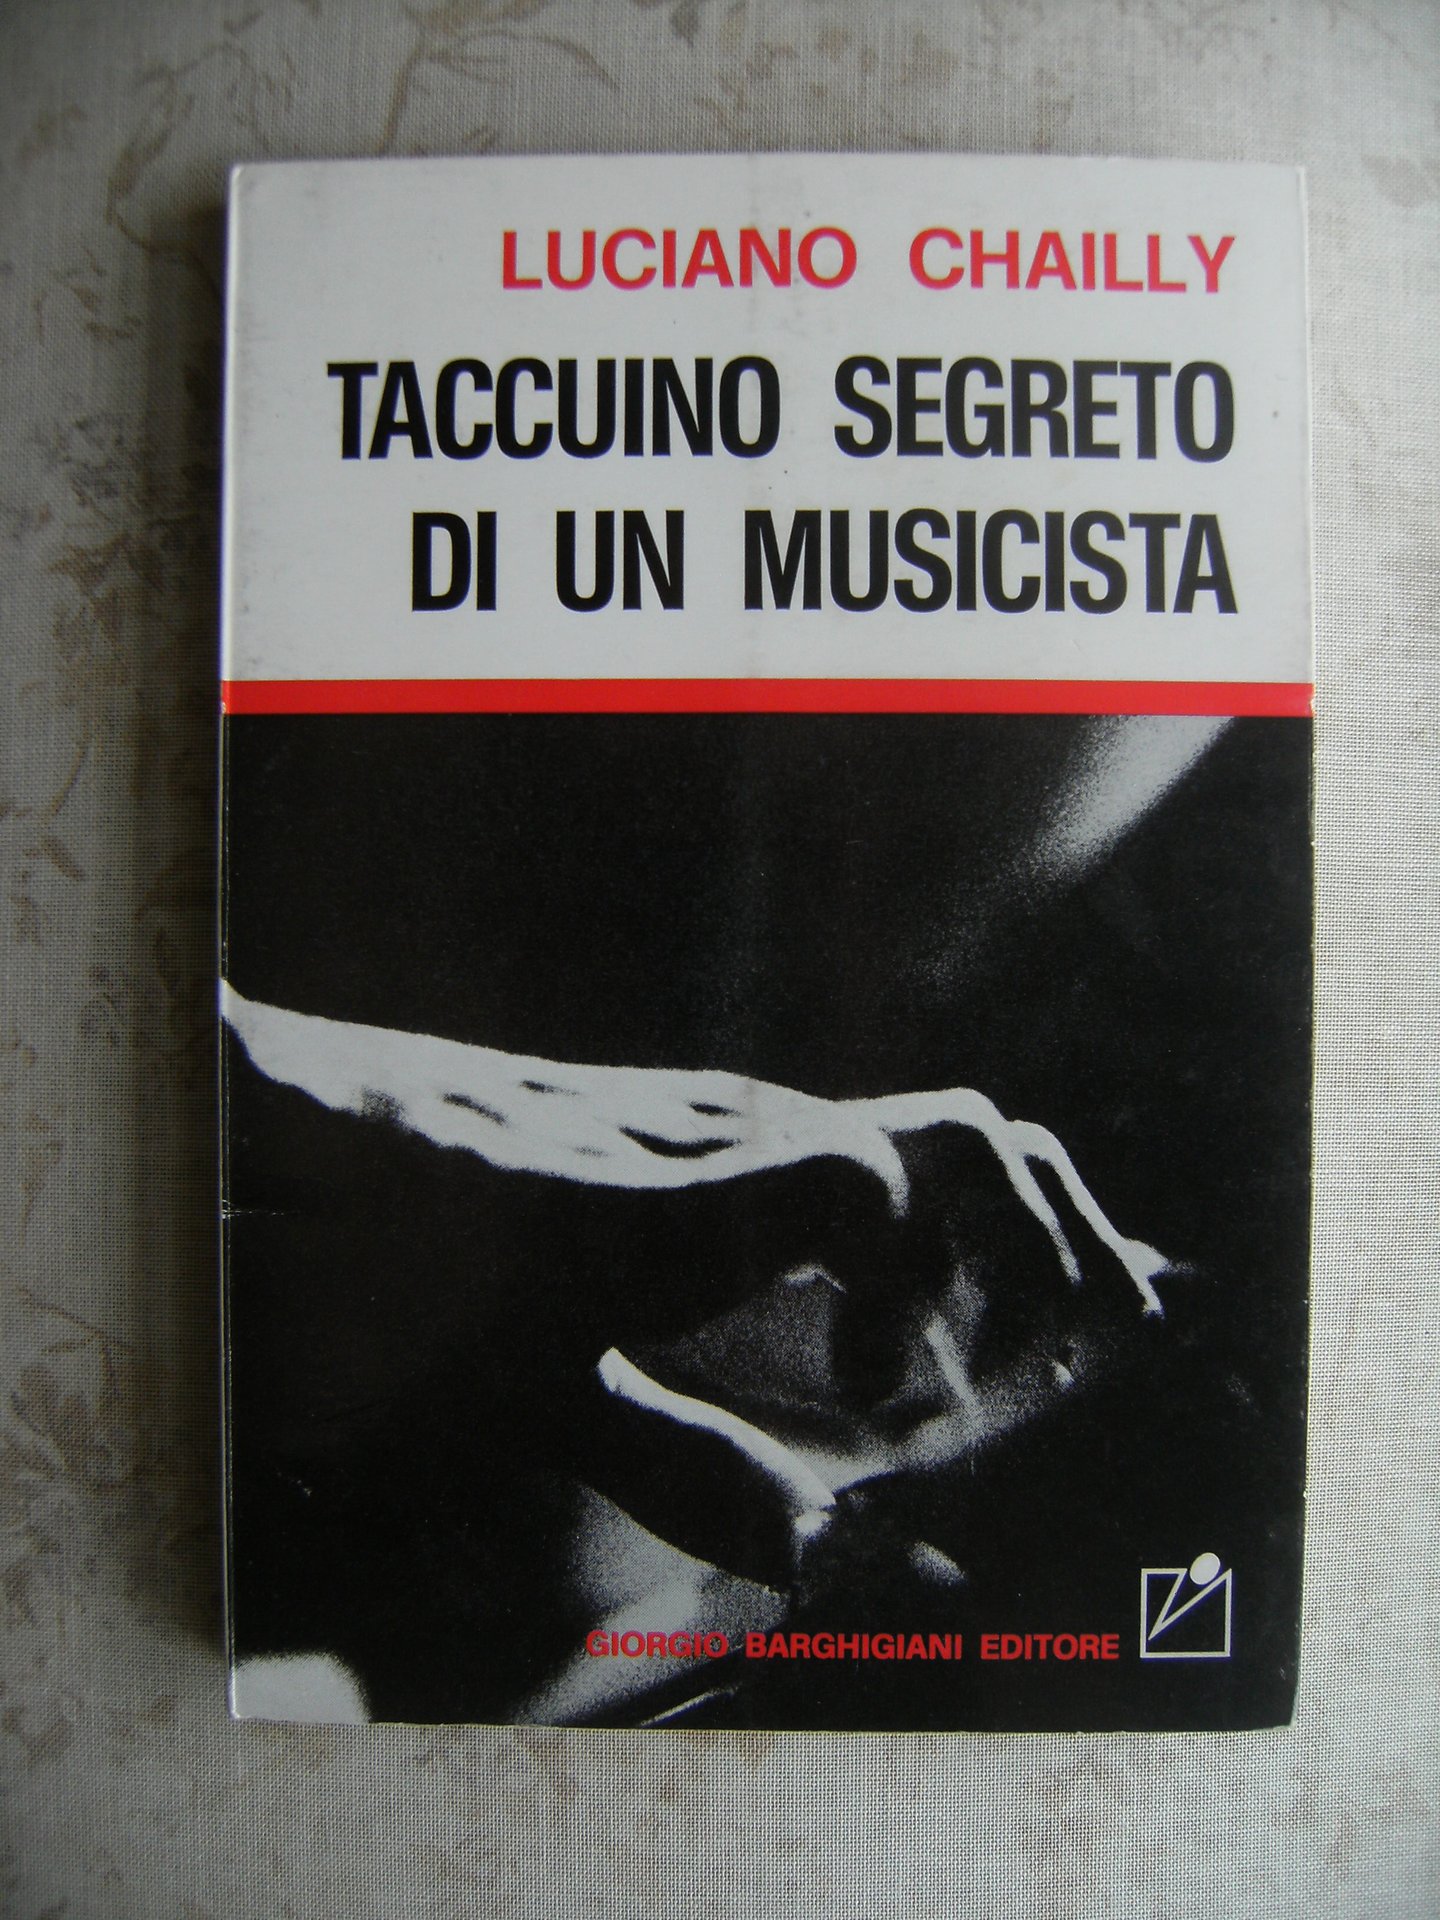 LUCIANO CHAILLY
TACCUINO SEGRETO
DI UN MUSICISTA
GIORGIO BARGHIGIANI EDITORE